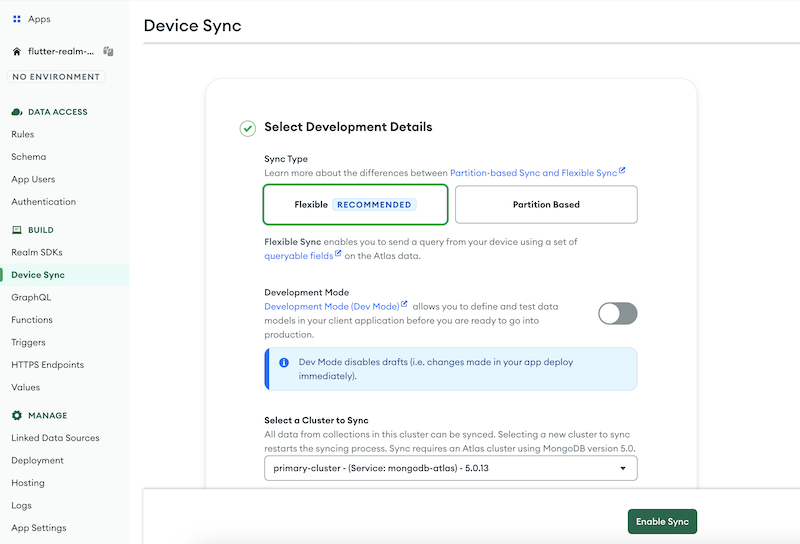 Apps
flutter-realm-...
NO ENVIRONMENT
DATA ACCESS
Rules
Schema
App Users
Authentication
BUILD
Realm SDKs
Device Sync
GraphQL
Functions
Triggers
HTTPS Endpoints
Values
MANAGE
Linked Data Sources
Deployment
Hosting
Logs
App Settings
Device Sync
Select Development Details
Sync Type
Learn more about the differences between Partition-based Sync and Flexible Sync
Flexible RECOMMENDED
Partition Based
Flexible Sync enables you to send a query from your device using a set of
queryable fields on the Atlas data.
Development Mode
Development Mode (Dev Mode) allows you to define and test data
models in your client application before you are ready to go into
production.
Dev Mode disables drafts (i.e. changes made in your app deploy
immediately).
Select a Cluster to Sync
All data from collections in this cluster can be synced. Selecting a new cluster to sync
restarts the syncing process. Sync requires an Atlas cluster using MongoDB version 5.0.
primary-cluster - (Service: mongodb-atlas) - 5.0.13
Enable Sync